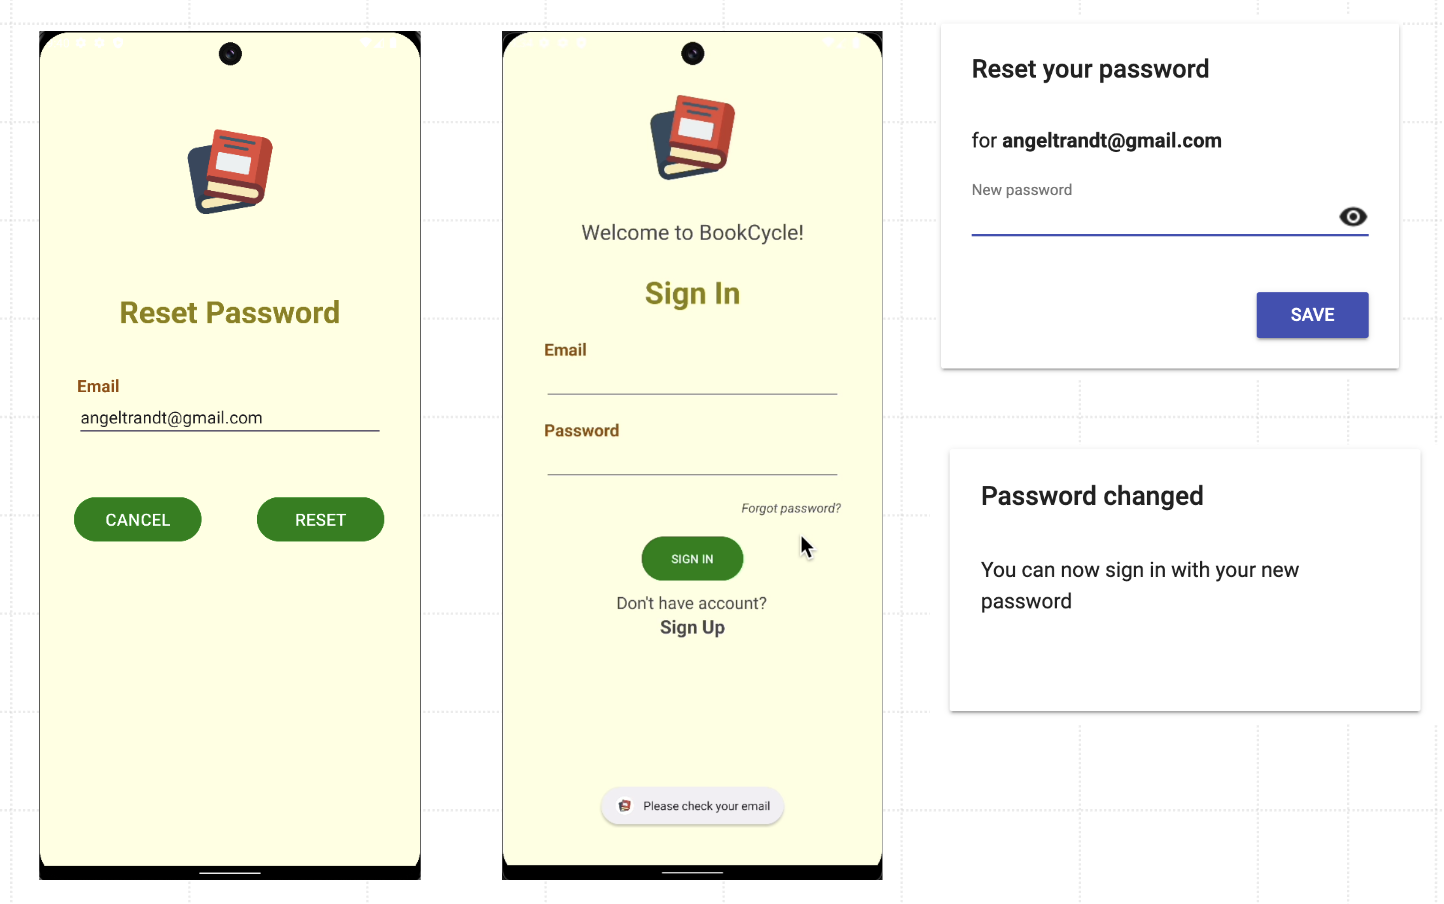 Reset Password
Email
angeltrandt@gmail.com
CANCEL
RESET
Welcome to BookCycle!
Sign In
Email
Password
Forgot password?
SIGN IN
Don't have account?
Sign Up
Please check your email
Reset your password
for angeltrandt@gmail.com
New password
SAVE
Password changed
You can now sign in with your new
password